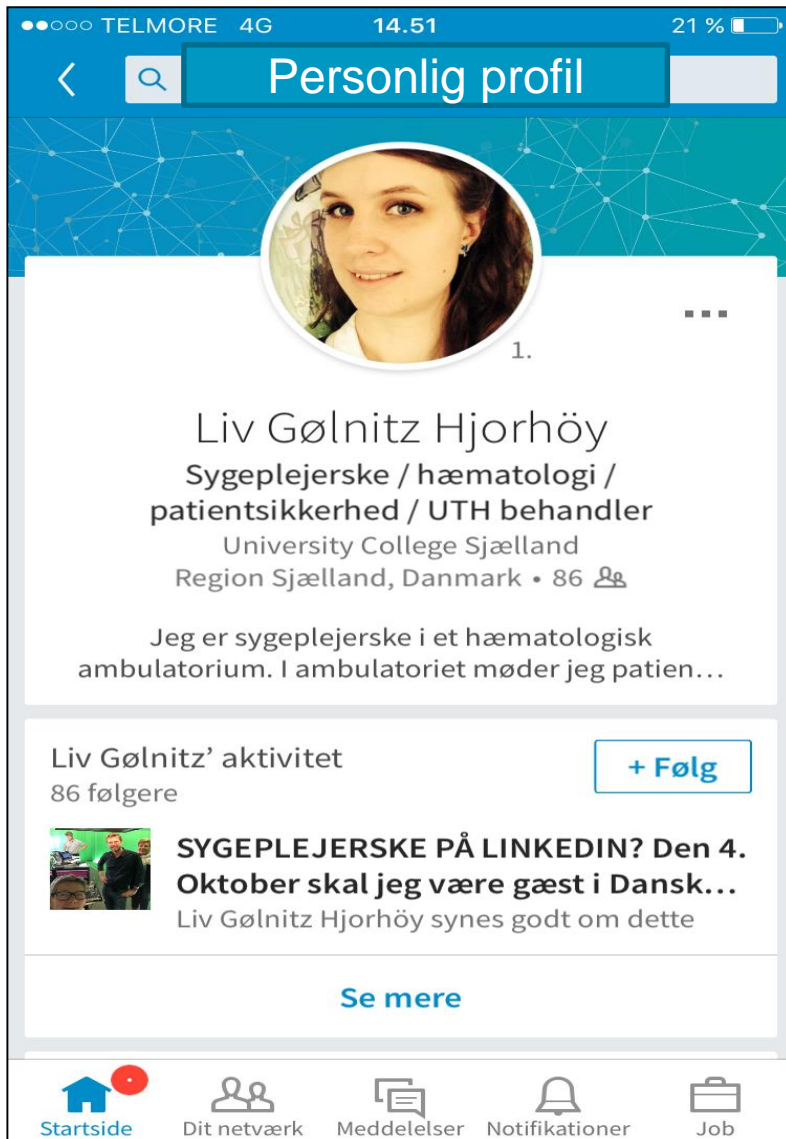 TELMORE 4G 14.51 21 %
Personlig profil
1.
Liv Gølnitz Hjorhöy
Sygeplejerske / hæmatologi /
patientsikkerhed / UTH behandler
University College Sjælland
Region Sjælland, Danmark • 86
Jeg er sygeplejerske i et hæmatologisk
ambulatorium. I ambulatoriet møder jeg patien...
Liv Gølnitz’ aktivitet
+ Følg
86 følgere
SYGEPLEJERSKE PÅ LINKEDIN? Den 4.
Oktober skal jeg være gæst i Dansk...
Liv Gølnitz Hjorhöy synes godt om dette
Se mere
Startside Dit netværk Meddelelser Notifikationer Job